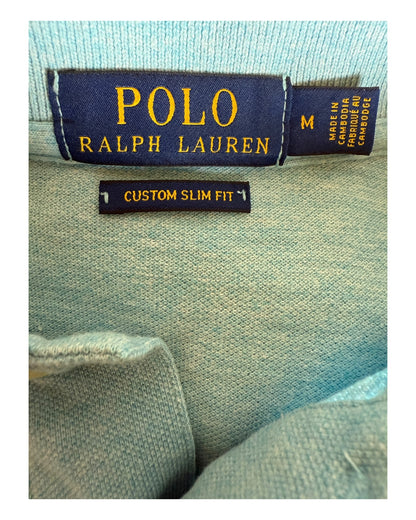 POLO
RALPH LAUREN
M
MADE IN
CAMBODIA
FABRIQUÉ AU
CAMBODGE
CUSTOM SLIM FIT